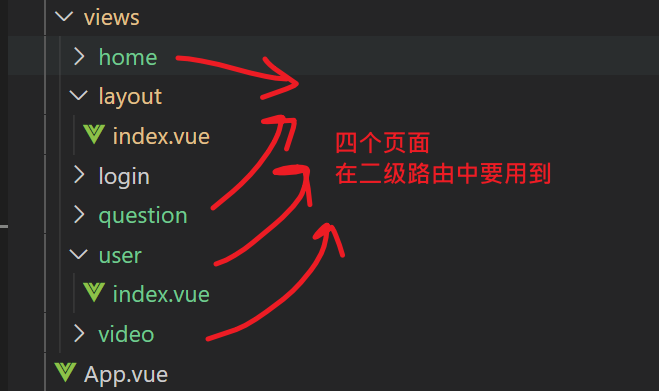 views
home
layout
index.vue
login
question
user
index.vue
video
App.vue
四个页面
在二级路由中要用到